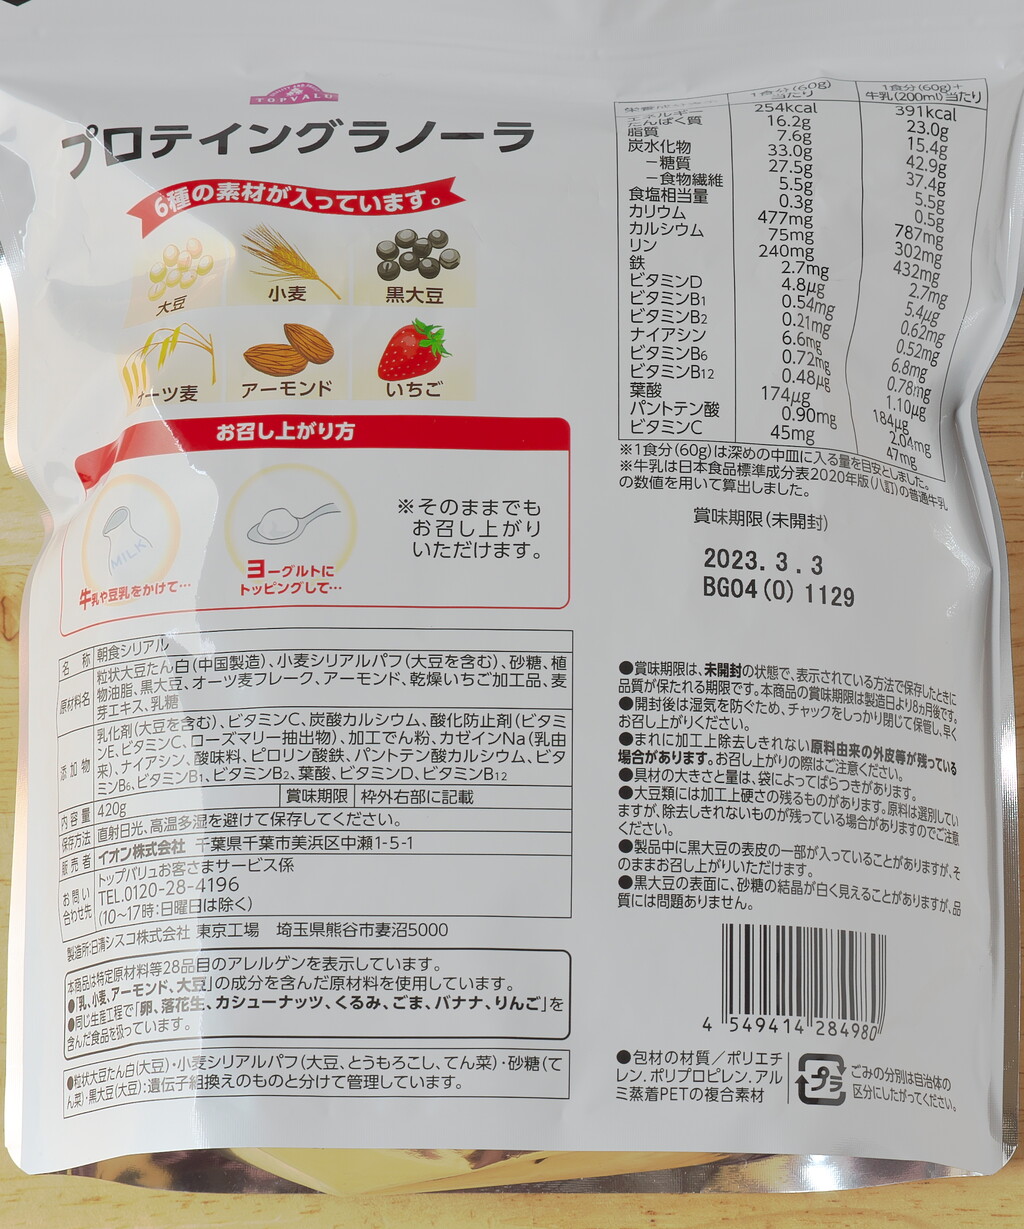 TOPVALU
プロテイングラノーラ
6種の素材が入っています。
大豆
小麦
黒大豆
オーツ麦
アーモンド
いちご
お召し上がり方
MILK
牛乳や豆乳をかけて…
ヨーグルトに
トッピングして…
※そのままでも
お召し上がり
いただけます。
名 称 朝食シリアル
原材料名 粒状大豆たん白(中国製造)、小麦シリアルパフ(大豆を含む)、砂糖、植
物油脂、黒大豆、オーツ麦フレーク、アーモンド、乾燥いちご加工品、麦
芽エキス、乳糖
添加物 乳化剤(大豆を含む)、ビタミンC、炭酸カルシウム、酸化防止剤(ビタミ
ンE、ビタミンC、ローズマリー抽出物)、加工でん粉、カゼインNa(乳由
来)、ナイアシン、酸味料、ピロリン酸鉄、パントテン酸カルシウム、ビタ
ミンB6、ビタミンB1、ビタミンB2、葉酸、ビタミンD、ビタミンB12
内容量 420g 賞味期限 枠外右部に記載
保存方法 直射日光、高温多湿を避けて保存してください。
販売者 イオン株式会社 千葉県千葉市美浜区中瀬1-5-1
お問い合わせ先 トップバリュお客さまサービス係
TEL.0120-28-4196
(10~17時:日曜日は除く)
製造所:日清シスコ株式会社 東京工場 埼玉県熊谷市妻沼5000
本商品は特定原材料等28品目のアレルゲンを表示しています。
●「乳、小麦、アーモンド、大豆」の成分を含んだ原材料を使用しています。
●同じ生産工程で「卵、落花生、カシューナッツ、くるみ、ごま、バナナ、りんご」を
含んだ食品を扱っています。
●粒状大豆たん白(大豆)・小麦シリアルパフ(大豆、とうもろこし、てん菜)・砂糖(て
ん菜)・黒大豆(大豆):遺伝子組換えのものと分けて管理しています。
1食分(60g)当たり 1食分(60g)+牛乳(200ml)当たり
エネルギー 254kcal 391kcal
たんぱく質 16.2g 23.0g
脂質 7.6g 15.4g
炭水化物 33.0g 42.9g
－糖質 27.5g 37.4g
－食物繊維 5.5g 5.5g
食塩相当量 0.3g 0.5g
カリウム 477mg 787mg
カルシウム 75mg 302mg
リン 240mg 432mg
鉄 2.7mg 2.7mg
ビタミンD 4.8μg 5.4μg
ビタミンB1 0.54mg 0.62mg
ビタミンB2 0.21mg 0.52mg
ナイアシン 6.6mg 6.8mg
ビタミンB6 0.72mg 0.78mg
ビタミンB12 0.48μg 1.10μg
葉酸 174μg 184μg
パントテン酸 0.90mg 2.04mg
ビタミンC 45mg 47mg
※1食分(60g)は深めの中皿に入る量を目安としました。
※牛乳は日本食品標準成分表2020年版(八訂)の普通牛乳
の数値を用いて算出しました。
賞味期限(未開封)
2023. 3. 3
BG04(O) 1129
●賞味期限は、未開封の状態で、表示されている方法で保存したときに
品質が保たれる期限です。本商品の賞味期限は製造日より8ヵ月後です。
●開封後は湿気を防ぐため、チャックをしっかり閉じて保管し、早く
お召し上がりください。
●まれに加工上除去しきれない原料由来の外皮等が残っている
場合があります。お召し上がりの際はご注意ください。
●具材の大きさと量は、袋によってばらつきがあります。
●大豆類には加工上硬さの残るものがあります。原料は選別してい
ますが、除去しきれないものが残っている場合がありますのでご注意
ください。
●製品中に黒大豆の表皮の一部が入っていることがありますが、そ
のままお召し上がりいただけます。
●黒大豆の表面に、砂糖の結晶が白く見えることがありますが、品
質には問題ありません。
4 549414 284980
●包材の材質／ポリエチ
レン、ポリプロピレン、アル
ミ蒸着PETの複合素材
プラ
ごみの分別は自治体の
区分にしたがってください。